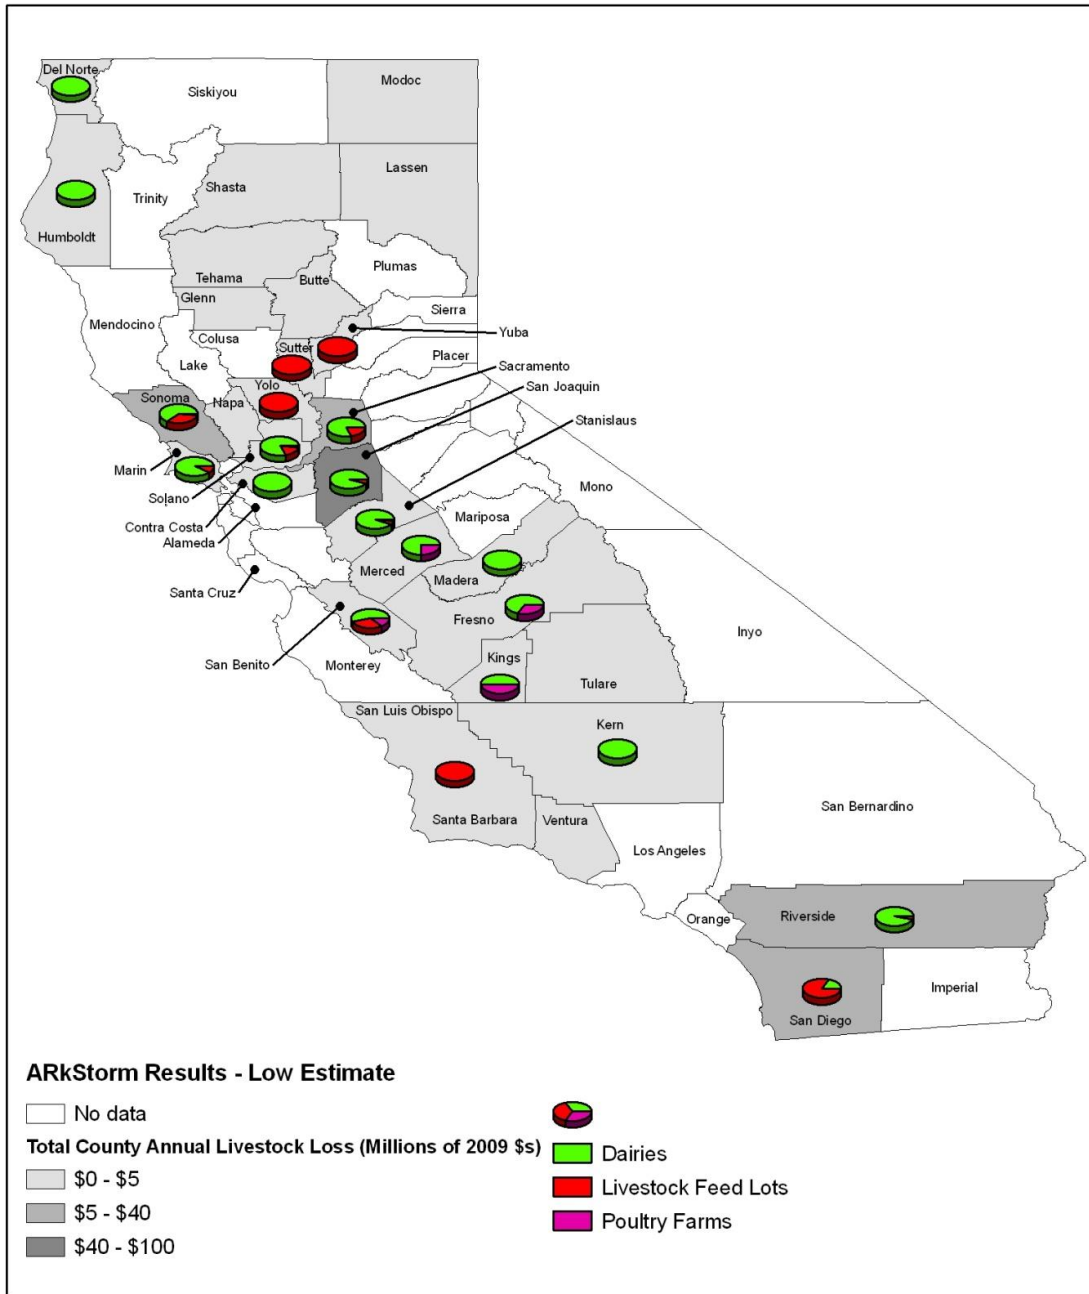 Del Norte
Modoc
Siskiyou
Lassen
Shasta
Trinity
Humboldt
Plumas
Tehama
Butte
Glenn
Sierra
Mendocino
Yuba
Colusa
Sutter
Placer
Lake
Sacramento
Yolo
San Joaquin
Sonoma
Napa
Stanislaus
Marin
Mono
Solano
Mariposa
Contra Costa
Alameda
Merced
Madera
Santa Cruz
Fresno
Inyo
Kings
San Benito
Monterey
Tulare
San Luis Obispo
Kern
San Bernardino
Santa Barbara
Ventura
Los Angeles
Orange
Riverside
Imperial
San Diego
ARkStorm Results - Low Estimate
No data
Total County Annual Livestock Loss (Millions of 2009 $s)
$0 - $5
$5 - $40
$40 - $100
Dairies
Livestock Feed Lots
Poultry Farms